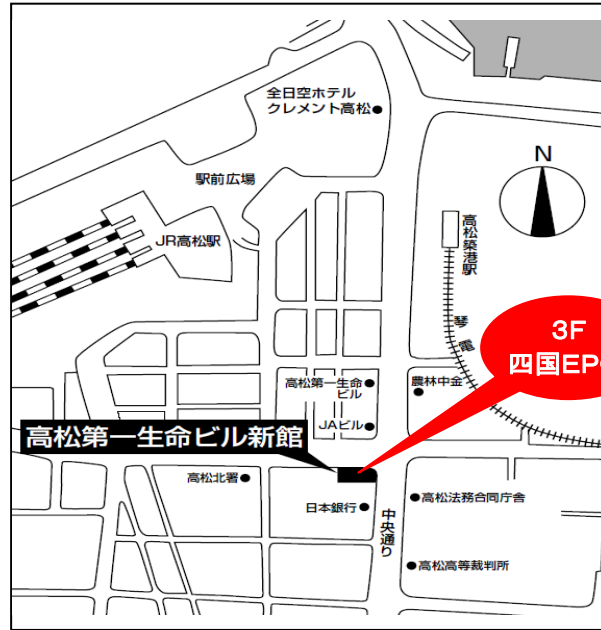 全日空ホテル
クレメント高松
駅前広場
N
JR高松駅
高松築港駅
琴電
3F
四国EP
高松第一生命
ビル
農林中金
JAビル
高松第一生命ビル新館
高松北署
日本銀行
中央通り
高松法務合同庁舎
高松高等裁判所